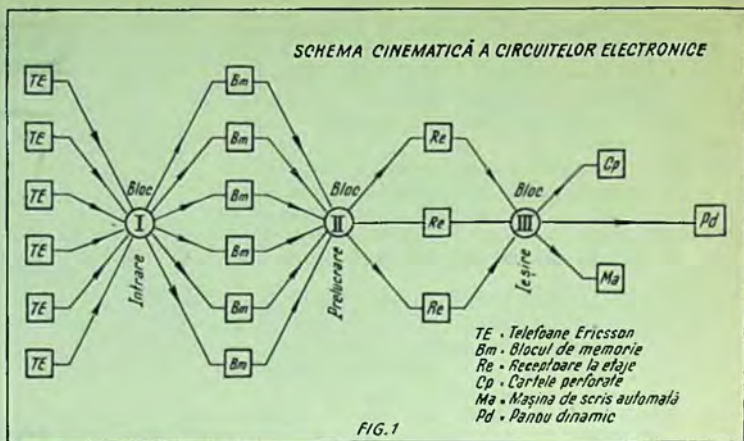 SCHEMA CINEMATICĂ A CIRCUITELOR ELECTRONICE
TE
TE
TE
TE
TE
TE
Bloc
I
Intrare
Bm
Bm
Bm
Bm
Bm
Bm
Bloc
II
Prelucrare
Re
Re
Re
Bloc
III
Ieșire
Cp
Pd
Ma
TE - Telefoane Ericsson
Bm - Blocul de memorie
Re - Receptoare la etaje
Cp - Cartele perforate
Ma - Mașina de scris automată
Pd - Panou dinamic
FIG.1